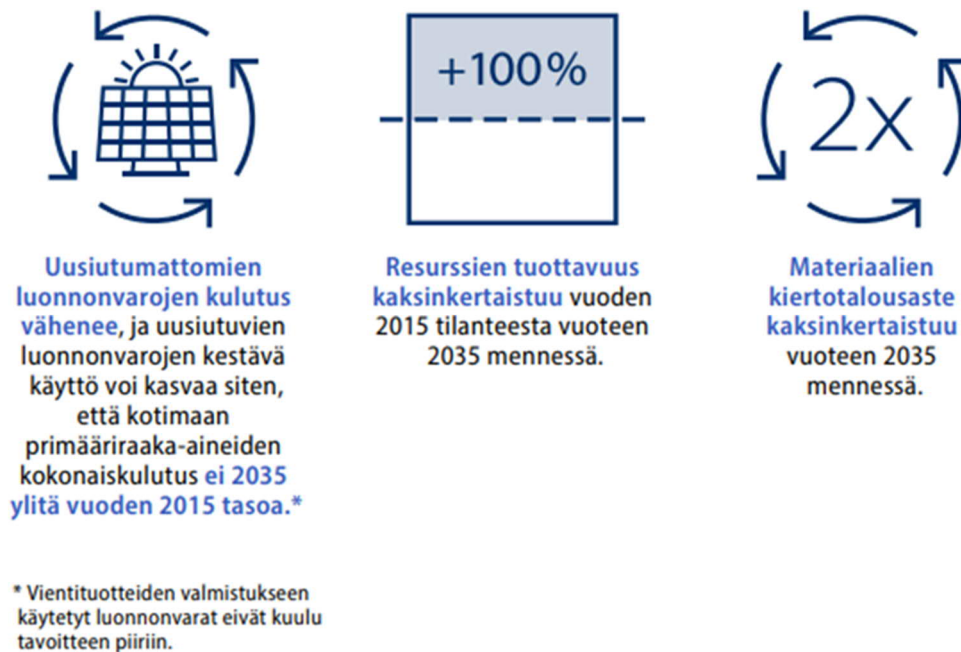 +100%
2x
Uusiutumattomien
luonnonvarojen kulutus
vähenee, ja uusiutuvien
luonnonvarojen kestävä
käyttö voi kasvaa siten,
että kotimaan
primääriraaka-aineiden
kokonaiskulutus ei 2035
ylitä vuoden 2015 tasoa.*
Resurssien tuottavuus
kaksinkertaistuu vuoden
2015 tilanteesta vuoteen
2035 mennessä.
Materiaalien
kiertotalousaste
kaksinkertaistuu
vuoteen 2035
mennessä.
* Vientituotteiden valmistukseen
käytetyt luonnonvarat eivät kuulu
tavoitteen piiriin.